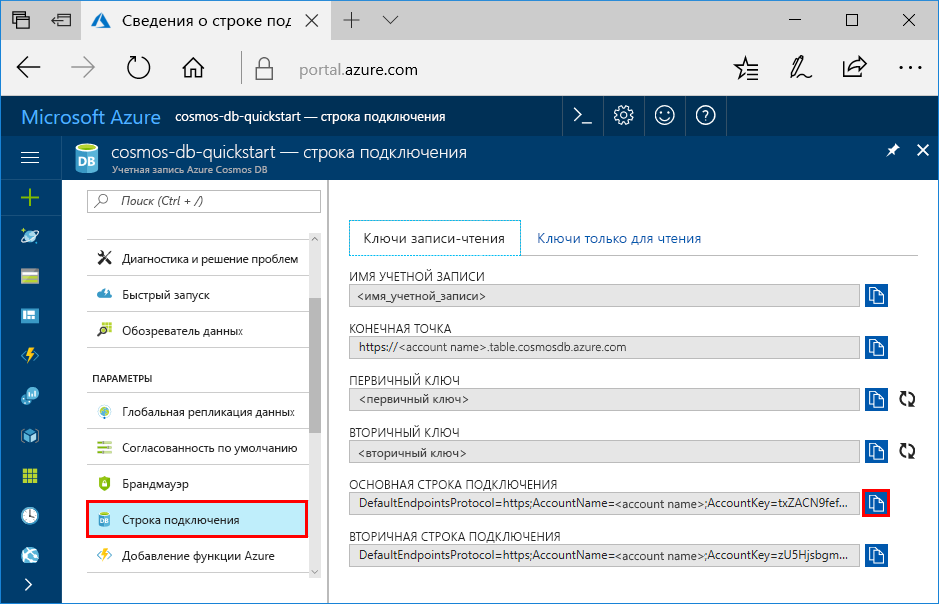 Сведения о строке под
portal.azure.com
Microsoft Azure cosmos-db-quickstart — строка подключения
cosmos-db-quickstart — строка подключения
Учетная запись Azure Cosmos DB
Поиск (Ctrl + /)
Диагностика и решение проблем
Быстрый запуск
Обозреватель данных
ПАРАМЕТРЫ
Глобальная репликация данных
Согласованность по умолчанию
Брандмауэр
Строка подключения
Добавление функции Azure
Ключи записи-чтения
Ключи только для чтения
ИМЯ УЧЕТНОЙ ЗАПИСИ
<имя_учетной_записи>
КОНЕЧНАЯ ТОЧКА
https://<account name>.table.cosmosdb.azure.com
ПЕРВИЧНЫЙ КЛЮЧ
<первичный ключ>
ВТОРИЧНЫЙ КЛЮЧ
<вторичный ключ>
ОСНОВНАЯ СТРОКА ПОДКЛЮЧЕНИЯ
DefaultEndpointsProtocol=https;AccountName=<account name>;AccountKey=txZACN9fef...
ВТОРИЧНАЯ СТРОКА ПОДКЛЮЧЕНИЯ
DefaultEndpointsProtocol=https;AccountName=<account name>;AccountKey=zU5Hjsbgm...